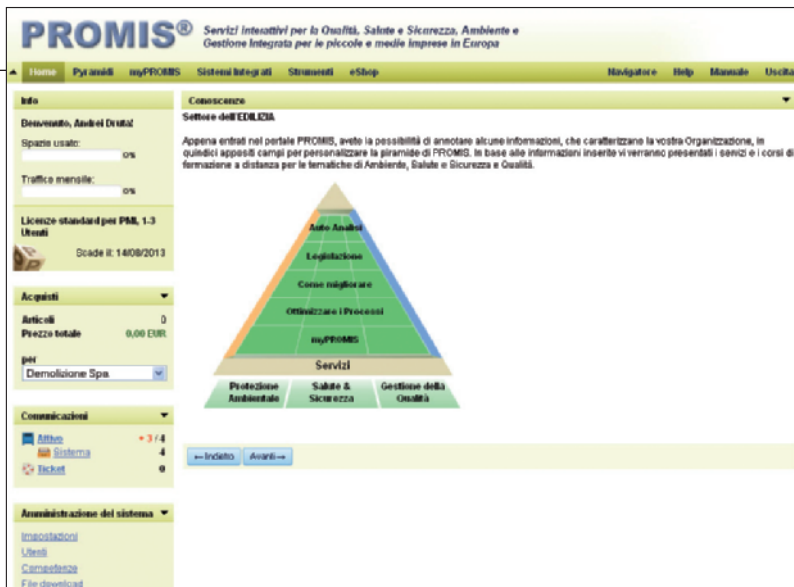 PROMIS®
Servizi interattivi per la Qualità, Salute e Sicurezza, Ambiente e
Gestione Integrata per le piccole e medie Imprese in Europa
Home Pyramidi myPROMIS Sistemi Integrati Strumenti eShop Navigatore Help Manuale Uscita
Info
Benvenuto, Andrei Druta!
Spazio usato:
0%
Traffico mensile:
0%
Licenze standard per PMI, 1-3
Utenti
Scade il: 14/08/2013
Acquisti
Articoli 0
Prezzo totale 0,00 EUR
per
Demolizione Spa
Comunicazioni
Attivo + 3 / 4
Sistema 4
Ticket 0
Amministrazione del sistema
Impostazioni
Utenti
Competenze
File download
Conoscenze
Settore dell'EDILIZIA
Appena entrati nel portale PROMIS, avete la possibilità di annotare alcune informazioni, che caratterizzano la vostra Organizzazione, in
quindici appositi campi per personalizzare la piramide di PROMIS. In base alle informazioni inserite vi verranno presentati i servizi e i corsi di
formazione a distanza per le tematiche di Ambiente, Salute e Sicurezza e Qualità.
Auto Analisi
Legislazione
Come migliorare
Ottimizzare i Processi
myPROMIS
Servizi
Protezione Salute & Gestione della
Ambientale Sicurezza Qualità
←Indietro Avanti→